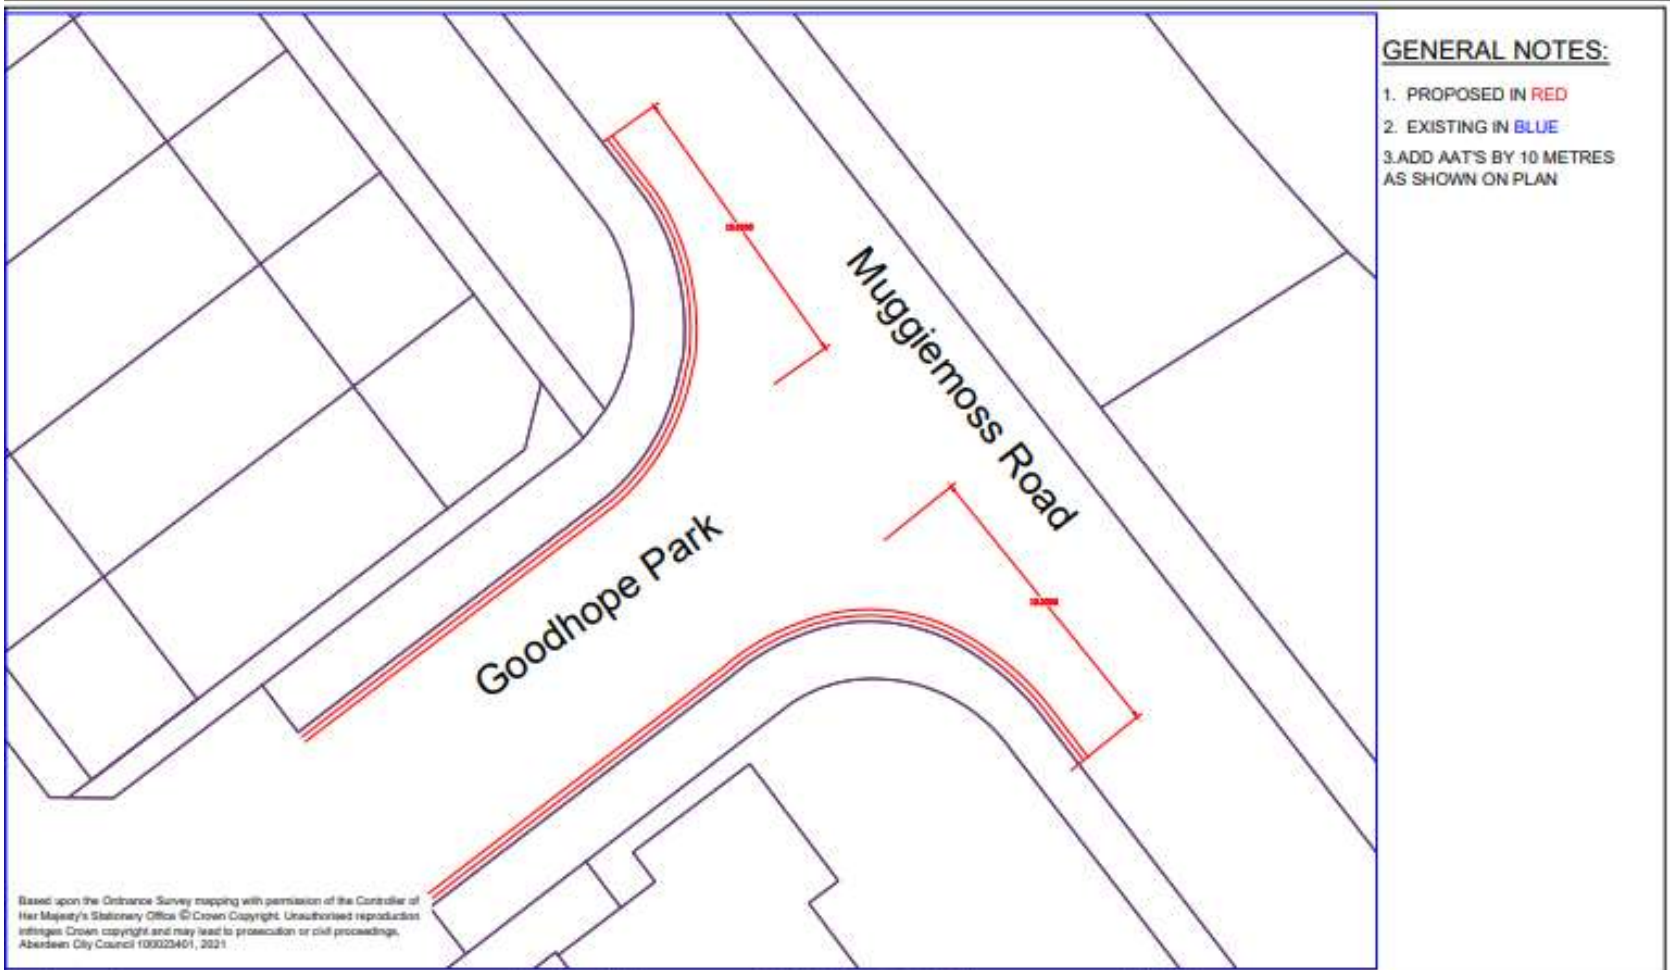 GENERAL NOTES:
1. PROPOSED IN RED
2. EXISTING IN BLUE
3.ADD AAT'S BY 10 METRES
AS SHOWN ON PLAN
Muggiemoss Road
Goodhope Park
Based upon the Ordnance Survey mapping with permission of the Controller of
Her Majesty's Stationery Office © Crown Copyright. Unauthorised reproduction
infringes Crown copyright and may lead to prosecution or civil proceedings.
Aberdeen City Council 100023401, 2021